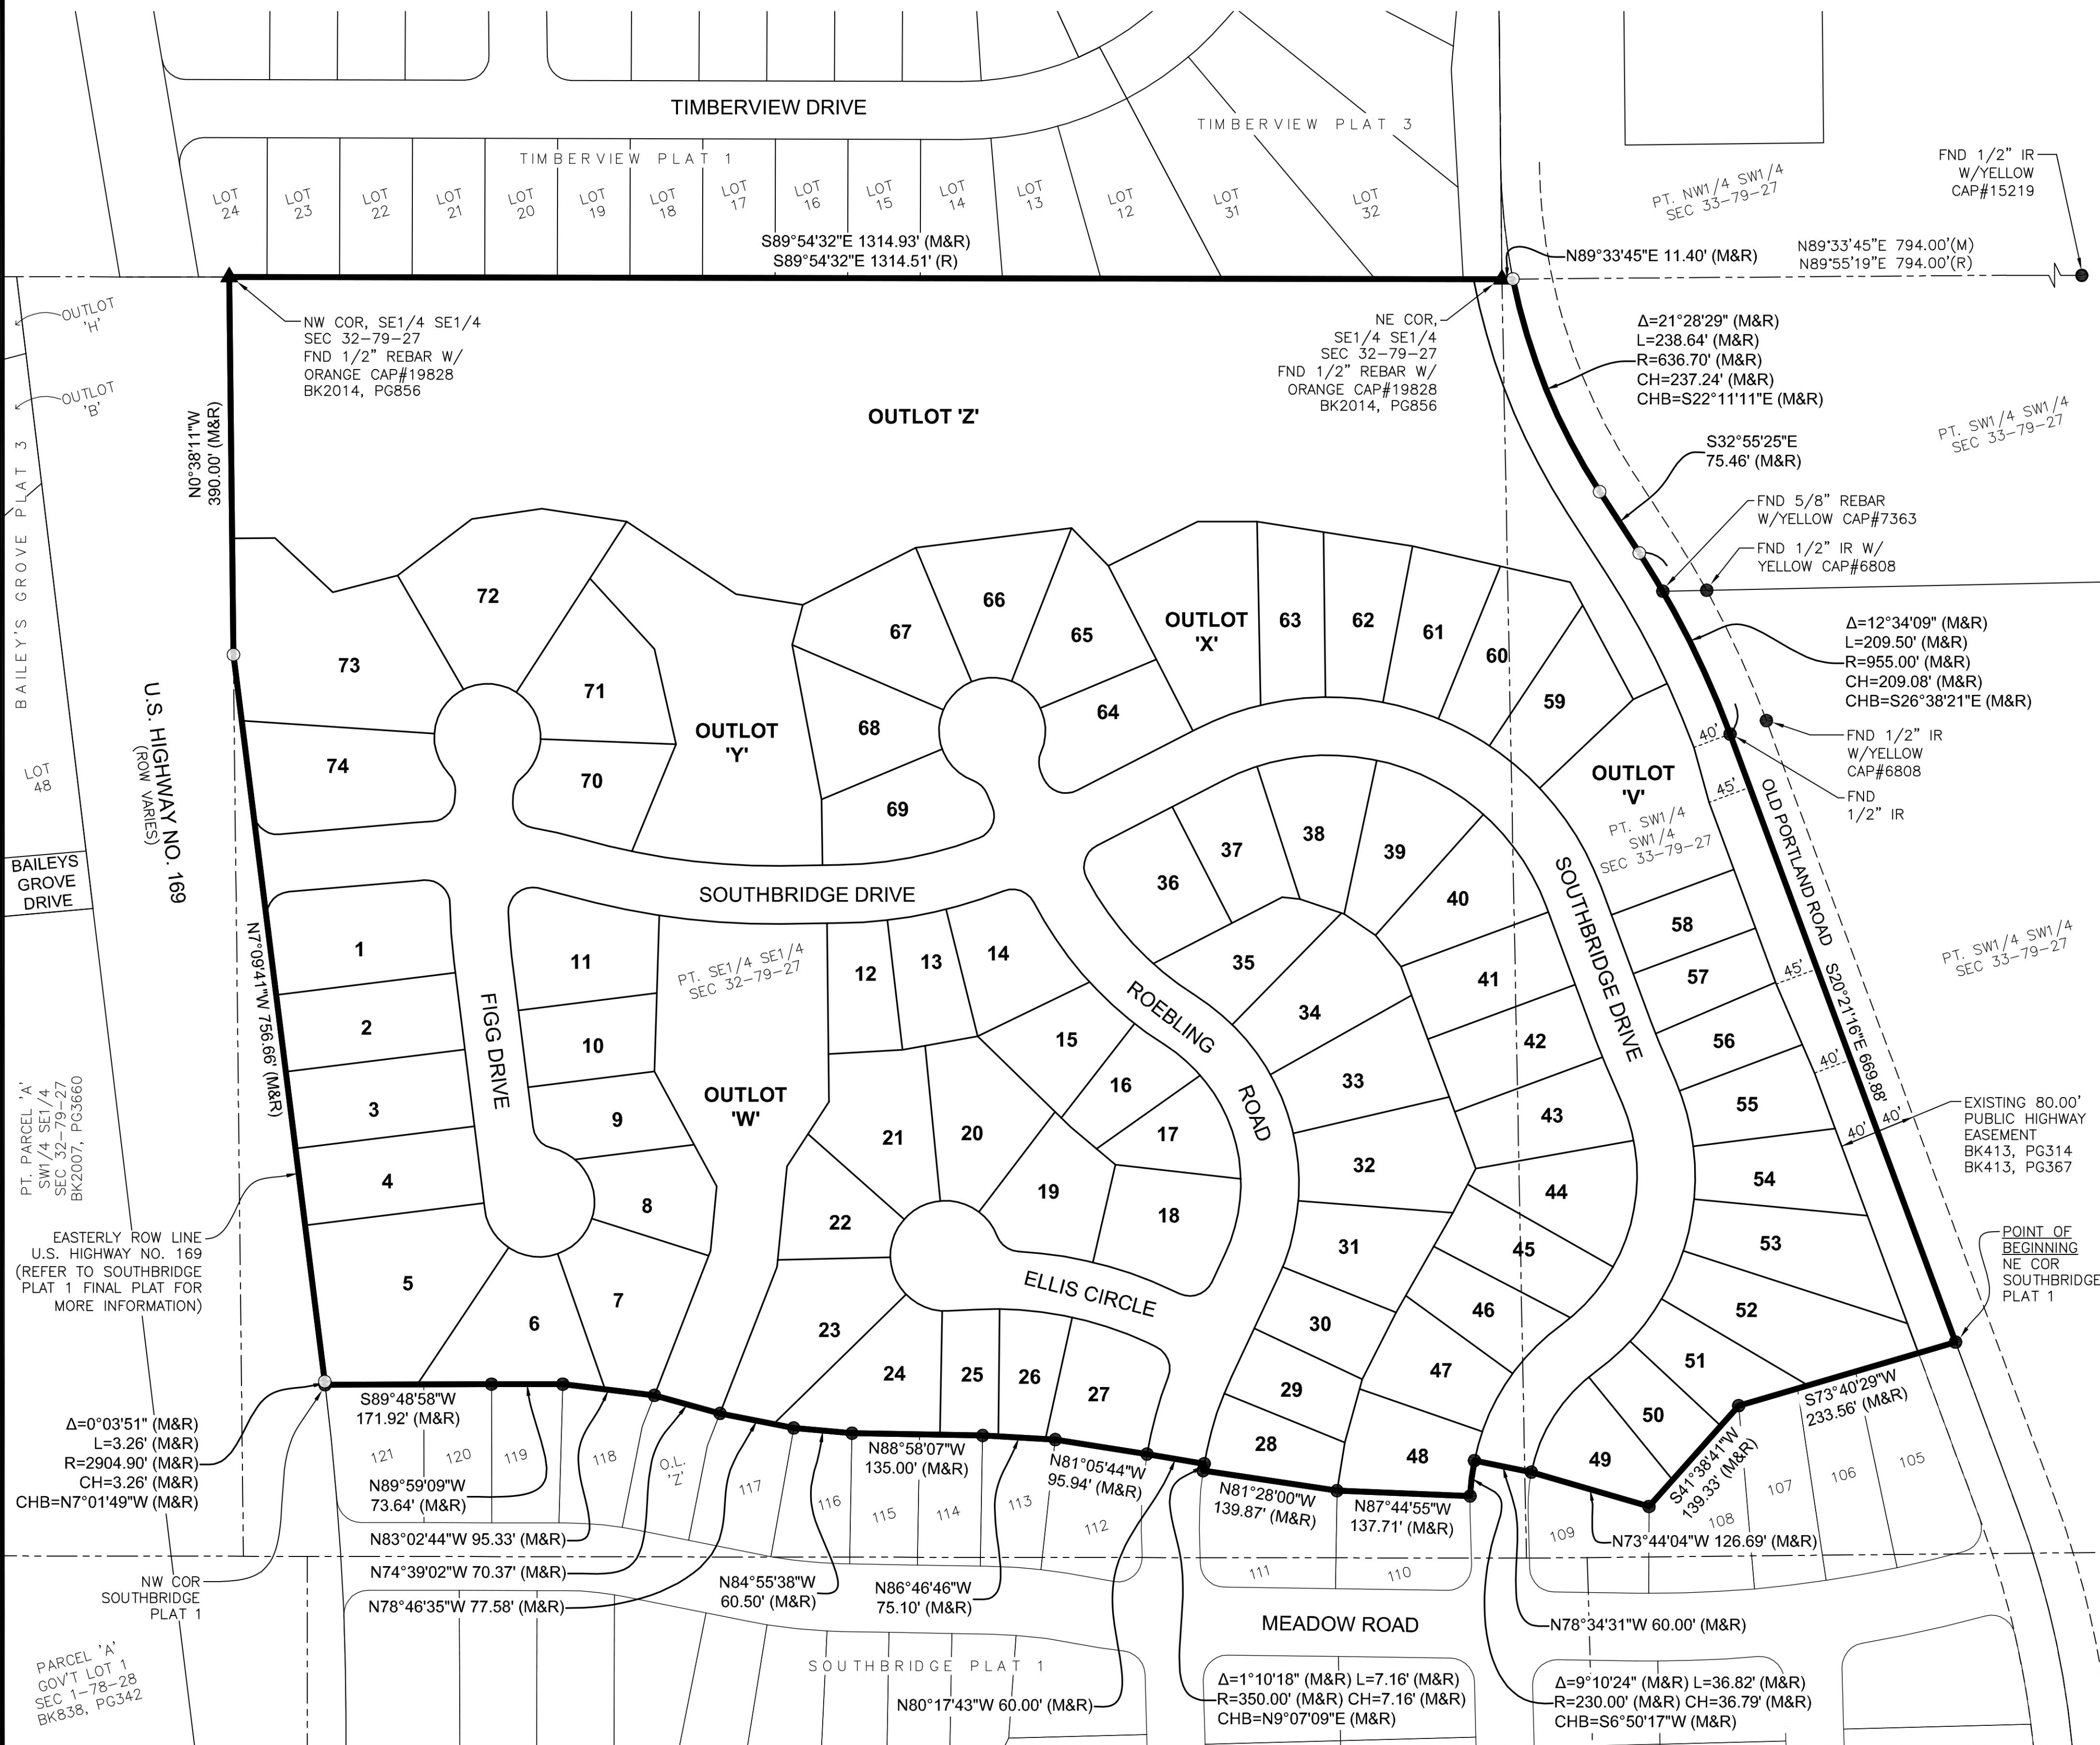 TIMBERVIEW DRIVE
TIMBERVIEW PLAT 3
TIMBERVIEW PLAT 1
LOT
24
LOT
23
LOT
22
LOT
21
LOT
20
LOT
19
LOT
18
LOT
17
LOT
16
LOT
15
LOT
14
LOT
13
LOT
12
LOT
31
LOT
32
PT. NW1/4 SW1/4
SEC 33-79-27
FND 1/2" IR
W/YELLOW
CAP#15219
S89°54'32"E 1314.93' (M&R)
S89°54'32"E 1314.51' (R)
N89°33'45"E 11.40' (M&R)
N89°33'45"E 794.00'(M)
N89°55'19"E 794.00'(R)
OUTLOT
'H'
OUTLOT
'B'
NW COR, SE1/4 SE1/4
SEC 32-79-27
FND 1/2" REBAR W/
ORANGE CAP#19828
BK2014, PG856
NE COR,
SE1/4 SE1/4
SEC 32-79-27
FND 1/2" REBAR W/
ORANGE CAP#19828
BK2014, PG856
Δ=21°28'29" (M&R)
L=238.64' (M&R)
R=636.70' (M&R)
CH=237.24' (M&R)
CHB=S22°11'11"E (M&R)
OUTLOT 'Z'
N0°38'11"W
390.00' (M&R)
PT. SW1/4 SW1/4
SEC 33-79-27
S32°55'25"E
75.46' (M&R)
FND 5/8" REBAR
W/YELLOW CAP#7363
FND 1/2" IR W/
YELLOW CAP#6808
BAILEY'S GROVE PLAT 3
72
66
67
65
OUTLOT
'X'
63
62
61
60
59
73
71
OUTLOT
'Y'
68
64
74
70
69
Δ=12°34'09" (M&R)
L=209.50' (M&R)
R=955.00' (M&R)
CH=209.08' (M&R)
CHB=S26°38'21"E (M&R)
FND 1/2" IR
W/YELLOW
CAP#6808
FND
1/2" IR
U.S. HIGHWAY NO. 169
(ROW VARIES)
LOT
48
OUTLOT
'V'
PT. SW1/4
SW1/4
SEC 33-79-27
40'
45'
OLD PORTLAND ROAD
S20°21'16"E 669.88'
BAILEYS
GROVE
DRIVE
SOUTHBRIDGE DRIVE
SOUTHBRIDGE DRIVE
36
37
38
39
40
58
57
56
55
54
53
52
45'
40'
40'
40'
PT. SW1/4 SW1/4
SEC 33-79-27
N7°09'41"W 756.66' (M&R)
1
2
3
4
5
6
7
8
9
10
11
FIGG DRIVE
PT. SE1/4 SE1/4
SEC 32-79-27
OUTLOT
'W'
12
13
14
15
16
17
18
19
20
21
22
23
24
25
26
27
ROEBLING
ROAD
ELLIS CIRCLE
35
34
33
32
31
30
29
28
41
42
43
44
45
46
47
48
49
50
51
EXISTING 80.00'
PUBLIC HIGHWAY
EASEMENT
BK413, PG314
BK413, PG367
POINT OF
BEGINNING
NE COR
SOUTHBRIDGE
PLAT 1
PT. PARCEL 'A'
SW1/4 SE1/4
SEC 32-79-27
BK2007, PG3660
EASTERLY ROW LINE
U.S. HIGHWAY NO. 169
(REFER TO SOUTHBRIDGE
PLAT 1 FINAL PLAT FOR
MORE INFORMATION)
Δ=0°03'51" (M&R)
L=3.26' (M&R)
R=2904.90' (M&R)
CH=3.26' (M&R)
CHB=N7°01'49"W (M&R)
S89°48'58"W
171.92' (M&R)
121
120
119
118
O.L.
'Z'
117
116
115
114
113
112
111
110
109
108
107
106
105
N89°59'09"W
73.64' (M&R)
N83°02'44"W 95.33' (M&R)
N74°39'02"W 70.37' (M&R)
N78°46'35"W 77.58' (M&R)
N84°55'38"W
60.50' (M&R)
N88°58'07"W
135.00' (M&R)
N86°46'46"W
75.10' (M&R)
N81°05'44"W
95.94' (M&R)
N81°28'00"W
139.87' (M&R)
N87°44'55"W
137.71' (M&R)
S41°38'41"W
139.33' (M&R)
S73°40'29"W
233.56' (M&R)
N73°44'04"W 126.69' (M&R)
N78°34'31"W 60.00' (M&R)
NW COR
SOUTHBRIDGE
PLAT 1
MEADOW ROAD
PARCEL 'A'
GOV'T LOT 1
SEC 1-78-28
BK838, PG342
SOUTHBRIDGE PLAT 1
N80°17'43"W 60.00' (M&R)
Δ=1°10'18" (M&R) L=7.16' (M&R)
R=350.00' (M&R) CH=7.16' (M&R)
CHB=N9°07'09"E (M&R)
Δ=9°10'24" (M&R) L=36.82' (M&R)
R=230.00' (M&R) CH=36.79' (M&R)
CHB=S6°50'17"W (M&R)